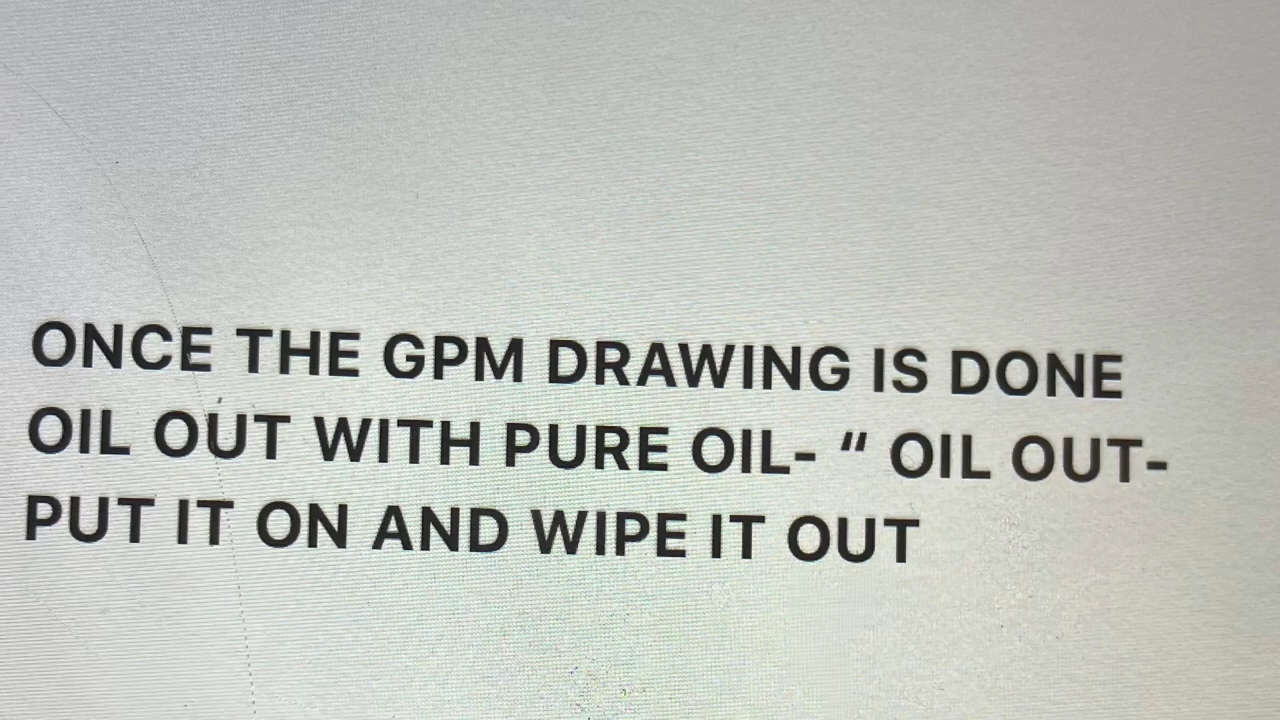 ONCE THE GPM DRAWING IS DONE
OIL OUT WITH PURE OIL- “ OIL OUT-
PUT IT ON AND WIPE IT OUT